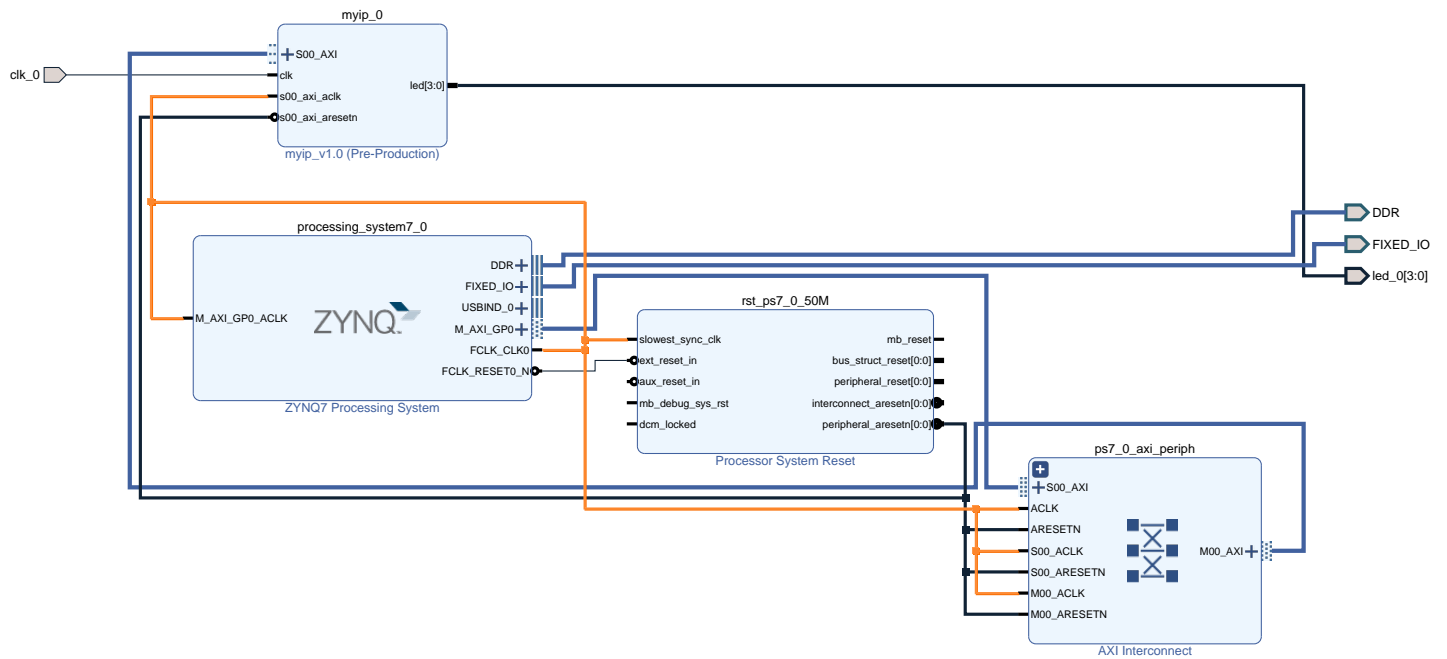 myip_0
S00_AXI
clk_0
clk
led[3:0]
s00_axi_aclk
s00_axi_aresetn
myip_v1.0 (Pre-Production)
processing_system7_0
DDR
DDR
FIXED_IO
FIXED_IO
led_0[3:0]
USBIND_0
M_AXI_GP0_ACLK
ZYNQ
M_AXI_GP0
FCLK_CLK0
FCLK_RESET0_N
ZYNQ7 Processing System
rst_ps7_0_50M
slowest_sync_clk
mb_reset
ext_reset_in
bus_struct_reset[0:0]
aux_reset_in
peripheral_reset[0:0]
mb_debug_sys_rst
interconnect_aresetn[0:0]
dcm_locked
peripheral_aresetn[0:0]
Processor System Reset
ps7_0_axi_periph
S00_AXI
ACLK
ARESETN
S00_ACLK
M00_AXI
S00_ARESETN
M00_ACLK
M00_ARESETN
AXI Interconnect